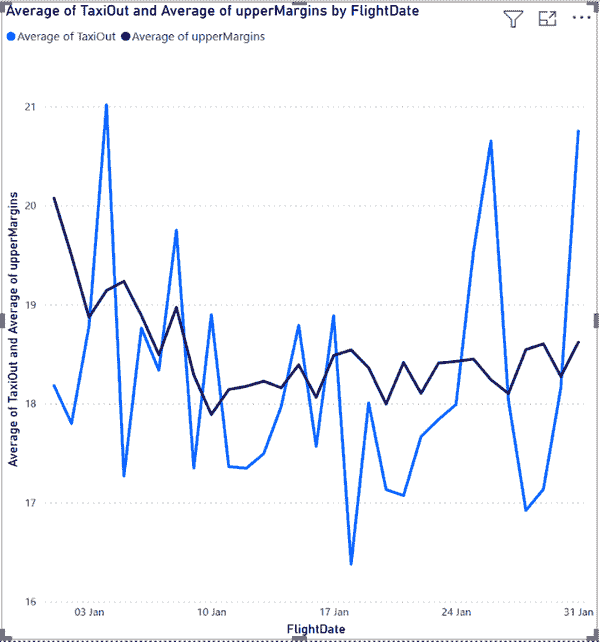 Average of TaxiOut and Average of upperMargins by FlightDate
Average of TaxiOut Average of upperMargins
Average of TaxiOut and Average of upperMargins
21
20
19
18
17
16
03 Jan 10 Jan 17 Jan 24 Jan 31 Jan
FlightDate